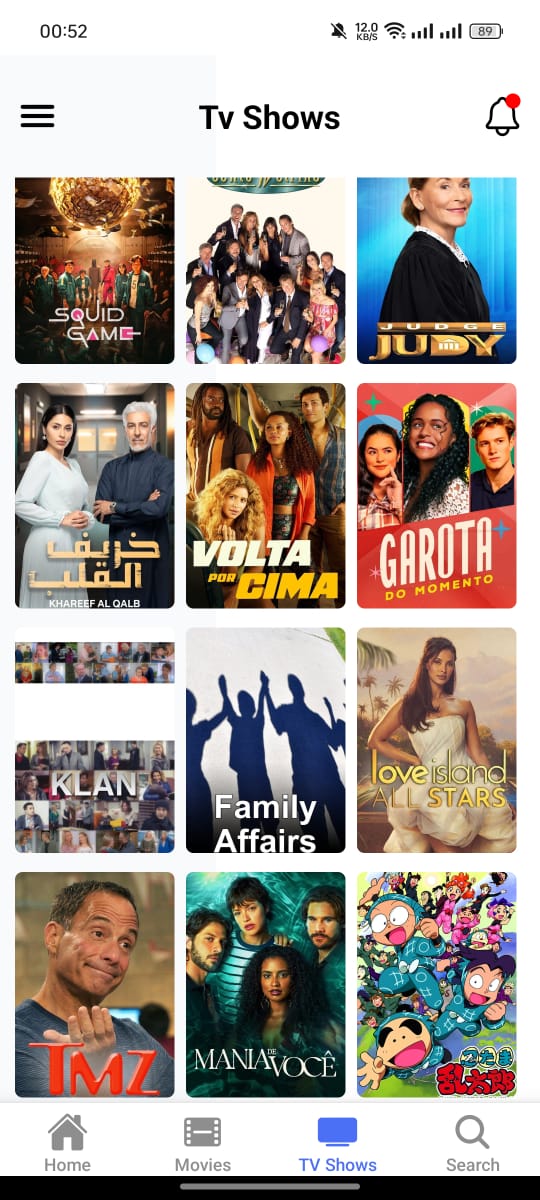 00:52
12.0
KB/S
89
Tv Shows
SQUID
GAME
JUDGE
JUDY
خريف
القلب
KHAREEF AL QALB
VOLTA
POR CIMA
GAROTA
DO MOMENTO
KLAN
Family
Affairs
love island
ALL STARS
TMZ
MANIA DE VOCÊ
忍たま
乱太郎
Home
Movies
TV Shows
Search